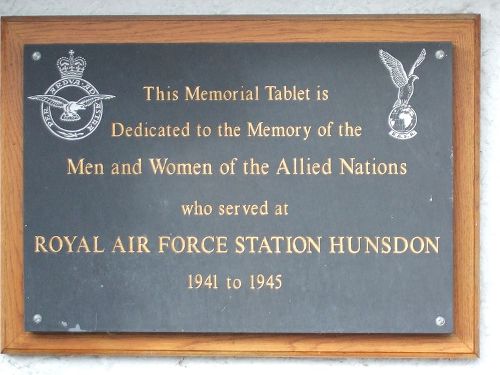 This Memorial Tablet is
Dedicated to the Memory of the
Men and Women of the Allied Nations
who served at
ROYAL AIR FORCE STATION HUNSDON
1941 to 1945